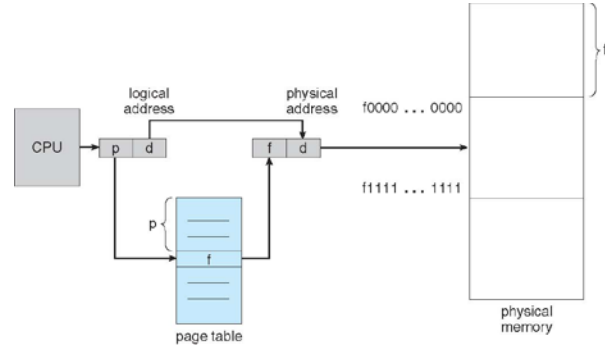 logical
address
physical
address
f
f0000 ... 0000
CPU
p
d
f
d
f1111 ... 1111
p
f
page table
physical
memory